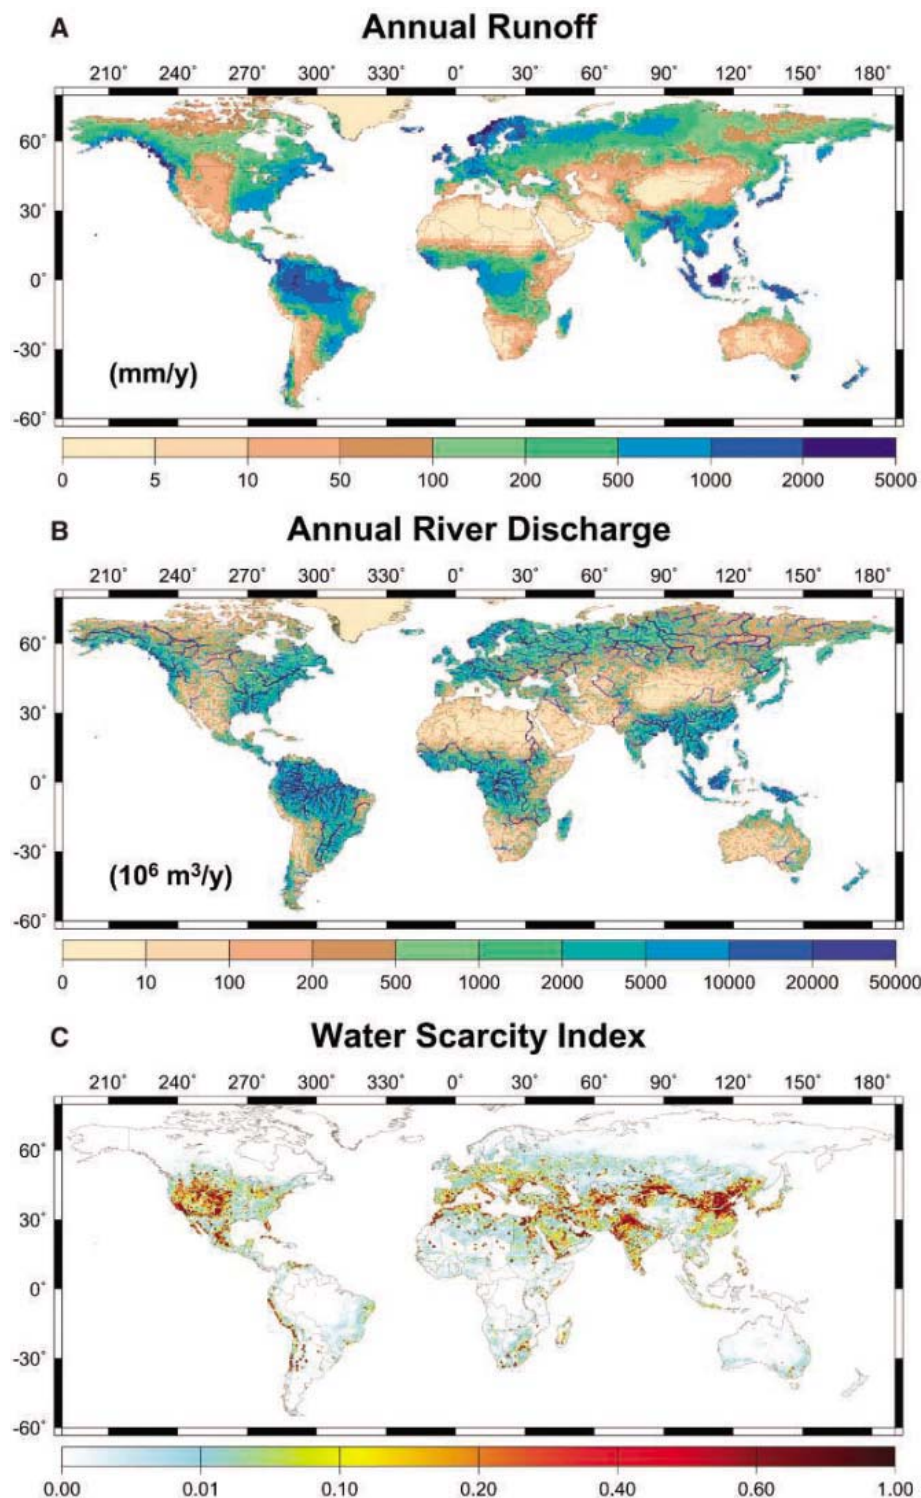 A Annual Runoff
210˚ 240˚ 270˚ 300˚ 330˚ 0˚ 30˚ 60˚ 90˚ 120˚ 150˚ 180˚
60˚
30˚
0˚
-30˚
(mm/y)
-60˚
0 5 10 50 100 200 500 1000 2000 5000
B Annual River Discharge
210˚ 240˚ 270˚ 300˚ 330˚ 0˚ 30˚ 60˚ 90˚ 120˚ 150˚ 180˚
60˚
30˚
0˚
-30˚
(10⁶ m³/y)
-60˚
0 10 100 200 500 1000 2000 5000 10000 20000 50000
C Water Scarcity Index
210˚ 240˚ 270˚ 300˚ 330˚ 0˚ 30˚ 60˚ 90˚ 120˚ 150˚ 180˚
60˚
30˚
0˚
-30˚
-60˚
0.00 0.01 0.10 0.20 0.40 0.60 1.00